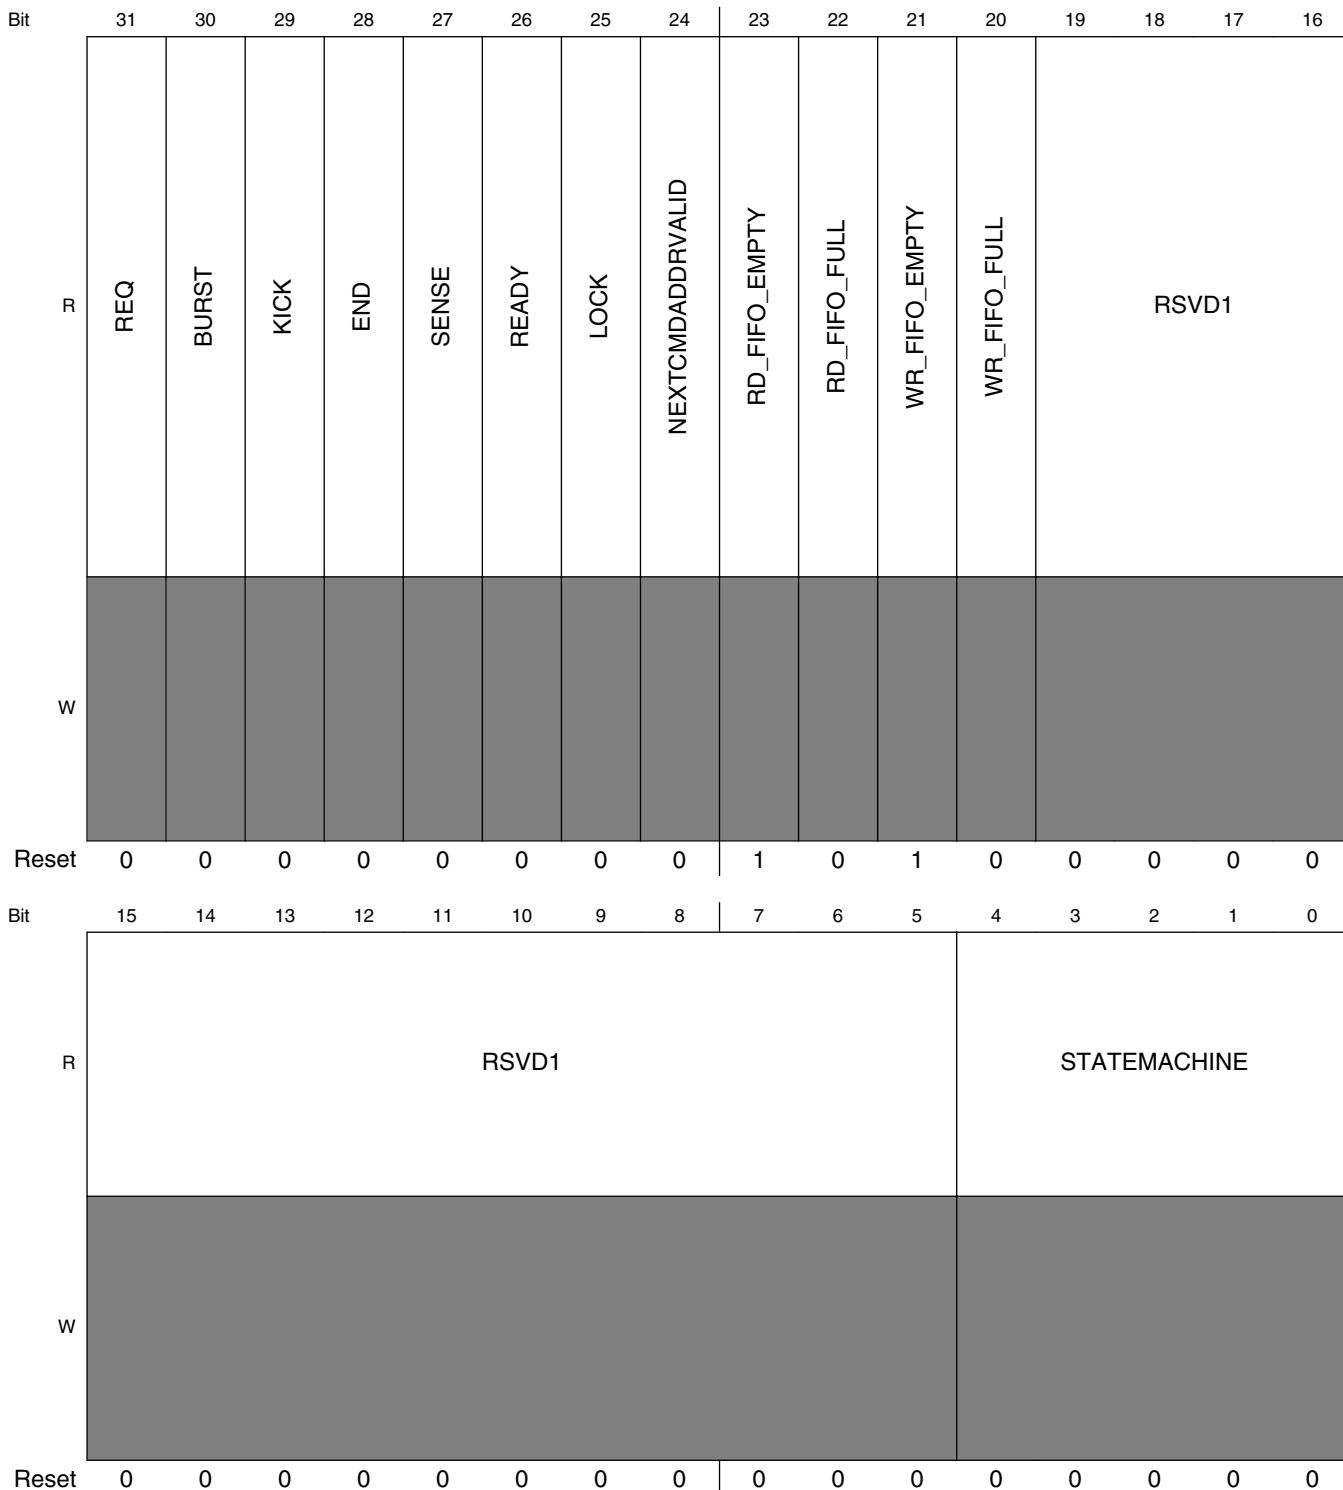 Bit 31 30 29 28 27 26 25 24 23 22 21 20 19 18 17 16
R REQ BURST KICK END SENSE READY LOCK NEXTCMDADDRVALID RD_FIFO_EMPTY RD_FIFO_FULL WR_FIFO_EMPTY WR_FIFO_FULL RSVD1
W
Reset 0 0 0 0 0 0 0 0 1 0 1 0 0 0 0 0
Bit 15 14 13 12 11 10 9 8 7 6 5 4 3 2 1 0
R RSVD1 STATEMACHINE
W
Reset 0 0 0 0 0 0 0 0 0 0 0 0 0 0 0 0